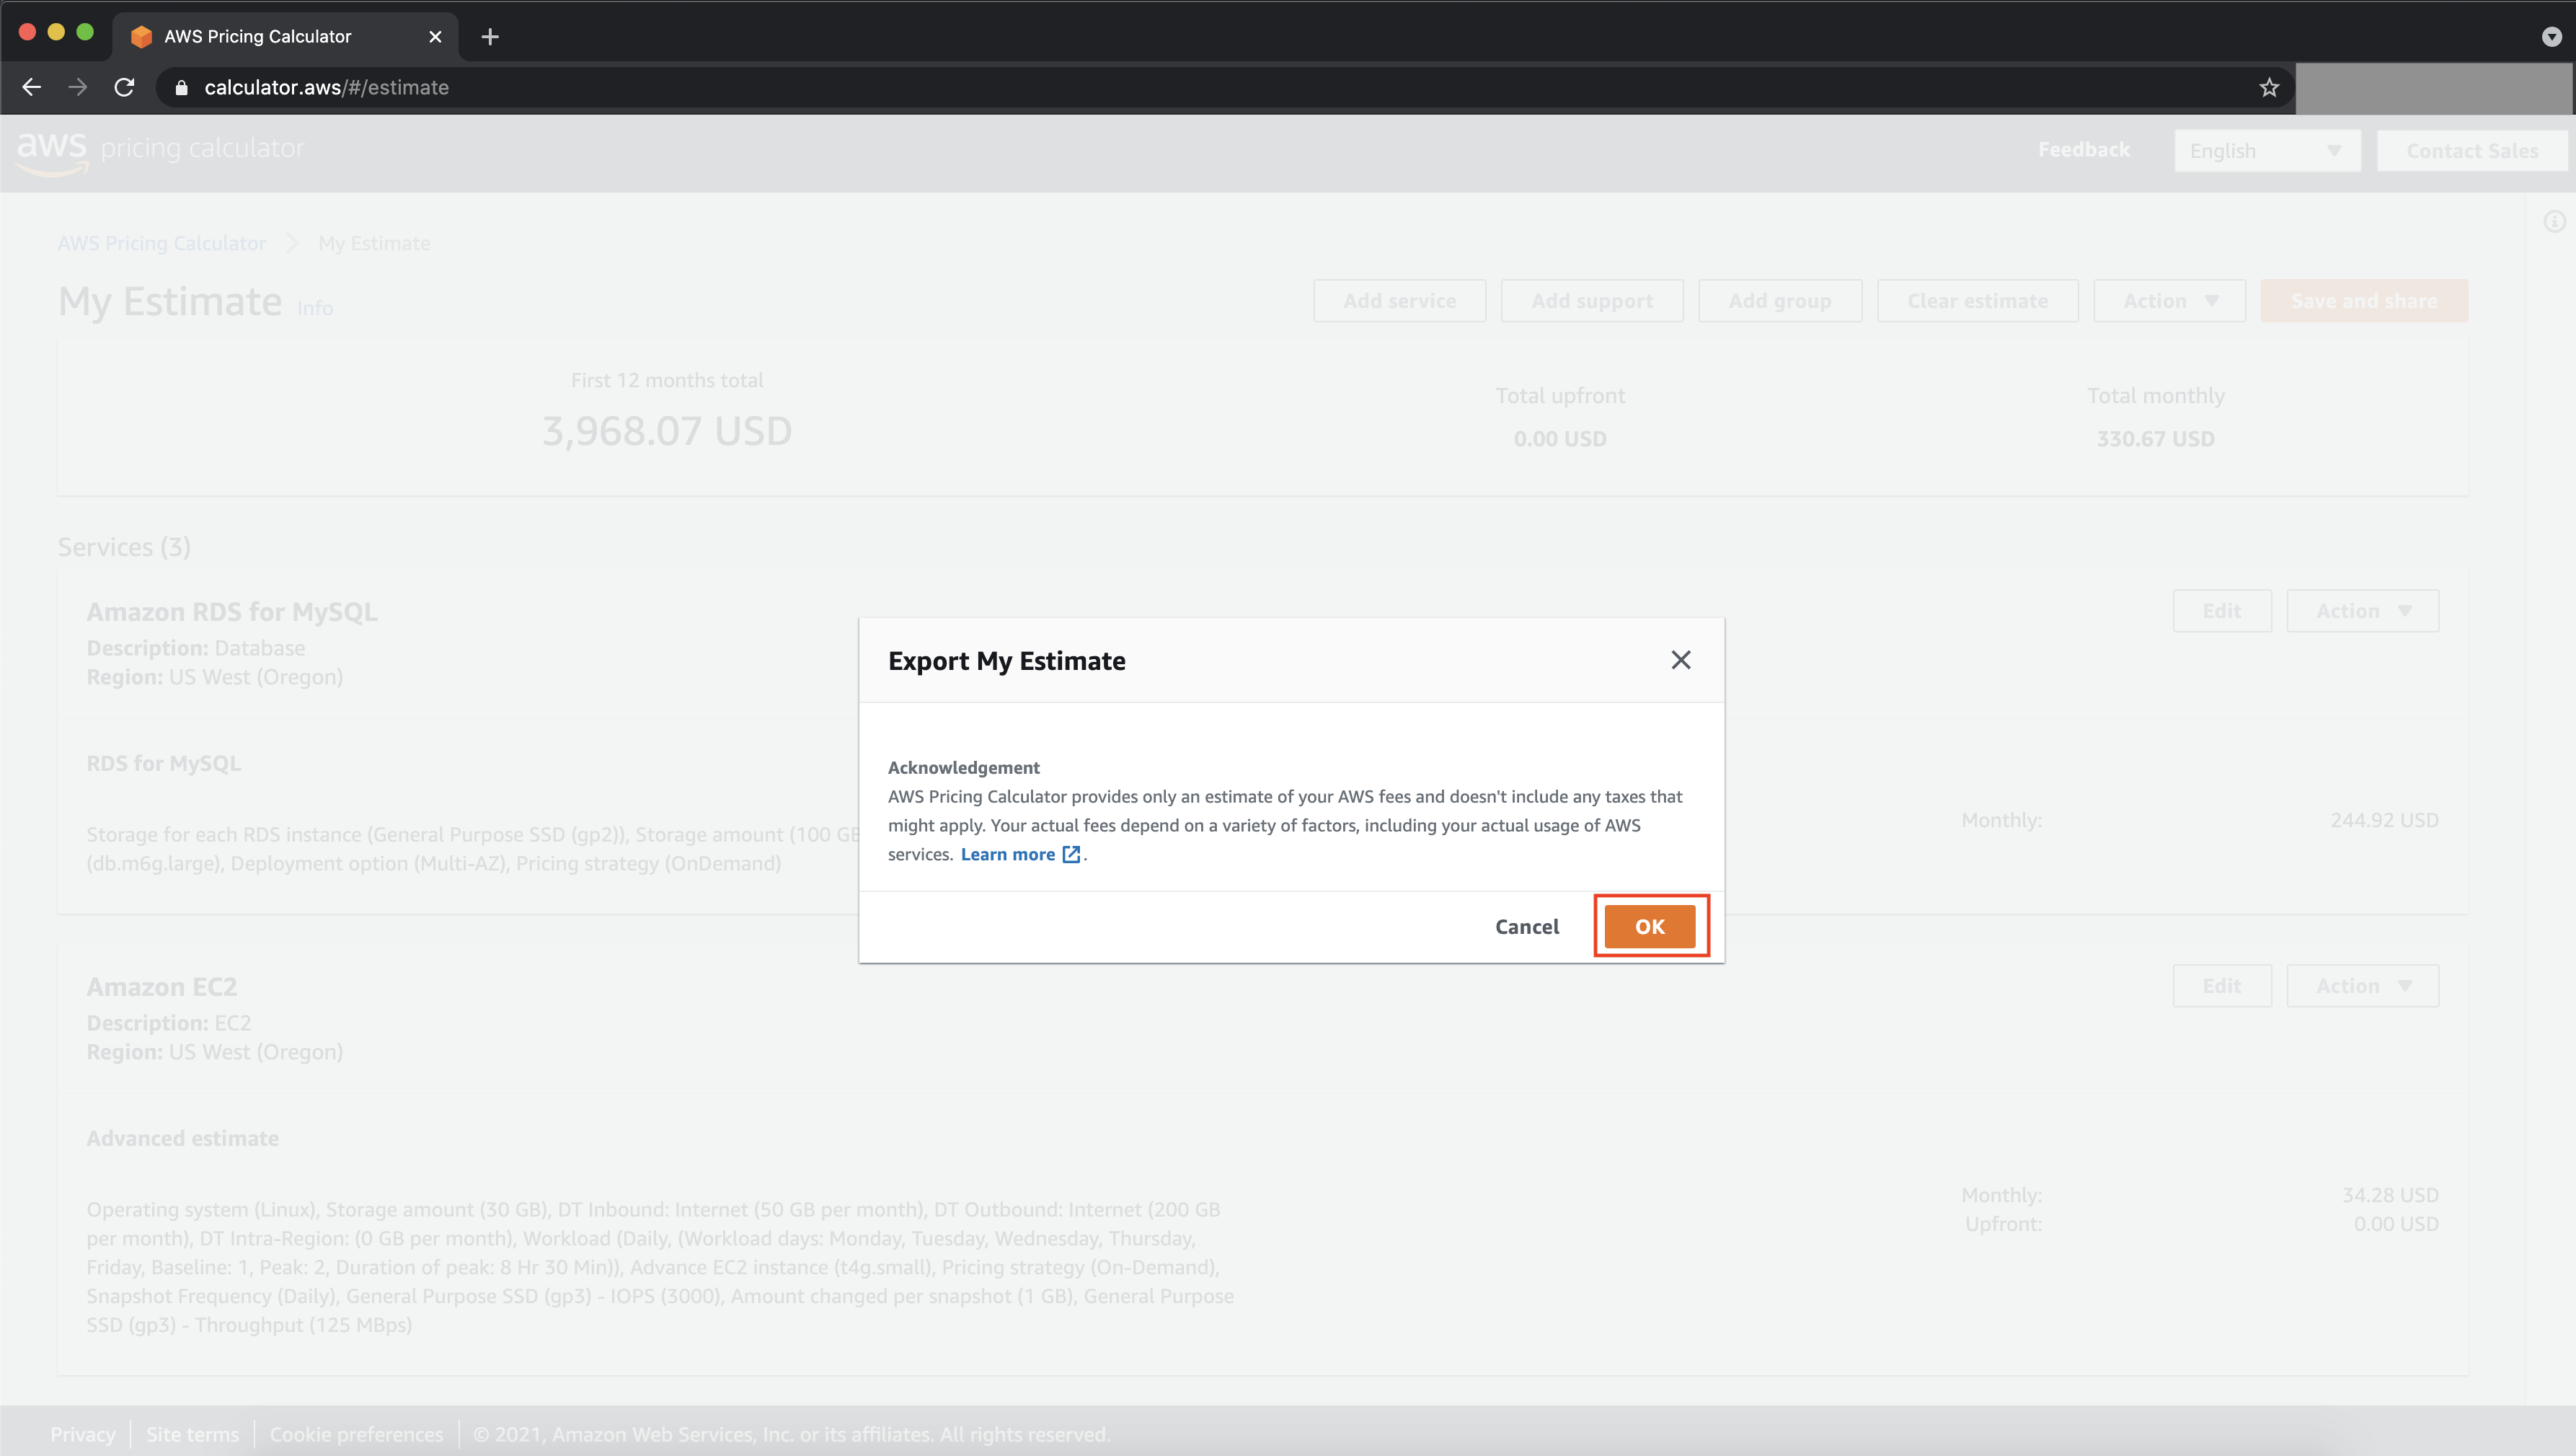 AWS Pricing Calculator
calculator.aws/#/estimate
aws pricing calculator
Feedback
English
Contact Sales
AWS Pricing Calculator
My Estimate
My Estimate Info
Add service
Add support
Add group
Clear estimate
Action
Save and share
First 12 months total
3,968.07 USD
Total upfront
0.00 USD
Total monthly
330.67 USD
Services (3)
Amazon RDS for MySQL
Edit
Action
Description: Database
Region: US West (Oregon)
RDS for MySQL
Storage for each RDS instance (General Purpose SSD (gp2)), Storage amount (100 GB
(db.m6g.large), Deployment option (Multi-AZ), Pricing strategy (OnDemand)
Monthly:
244.92 USD
Export My Estimate
Acknowledgement
AWS Pricing Calculator provides only an estimate of your AWS fees and doesn't include any taxes that
might apply. Your actual fees depend on a variety of factors, including your actual usage of AWS
services. Learn more .
Cancel
OK
Amazon EC2
Edit
Action
Description: EC2
Region: US West (Oregon)
Advanced estimate
Operating system (Linux), Storage amount (30 GB), DT Inbound: Internet (50 GB per month), DT Outbound: Internet (200 GB
per month), DT Intra-Region: (0 GB per month), Workload (Daily, (Workload days: Monday, Tuesday, Wednesday, Thursday,
Friday, Baseline: 1, Peak: 2, Duration of peak: 8 Hr 30 Min)), Advance EC2 instance (t4g.small), Pricing strategy (On-Demand),
Snapshot Frequency (Daily), General Purpose SSD (gp3) - IOPS (3000), Amount changed per snapshot (1 GB), General Purpose
SSD (gp3) - Throughput (125 MBps)
Monthly:
34.28 USD
Upfront:
0.00 USD
Privacy
Site terms
Cookie preferences
© 2021, Amazon Web Services, Inc. or its affiliates. All rights reserved.